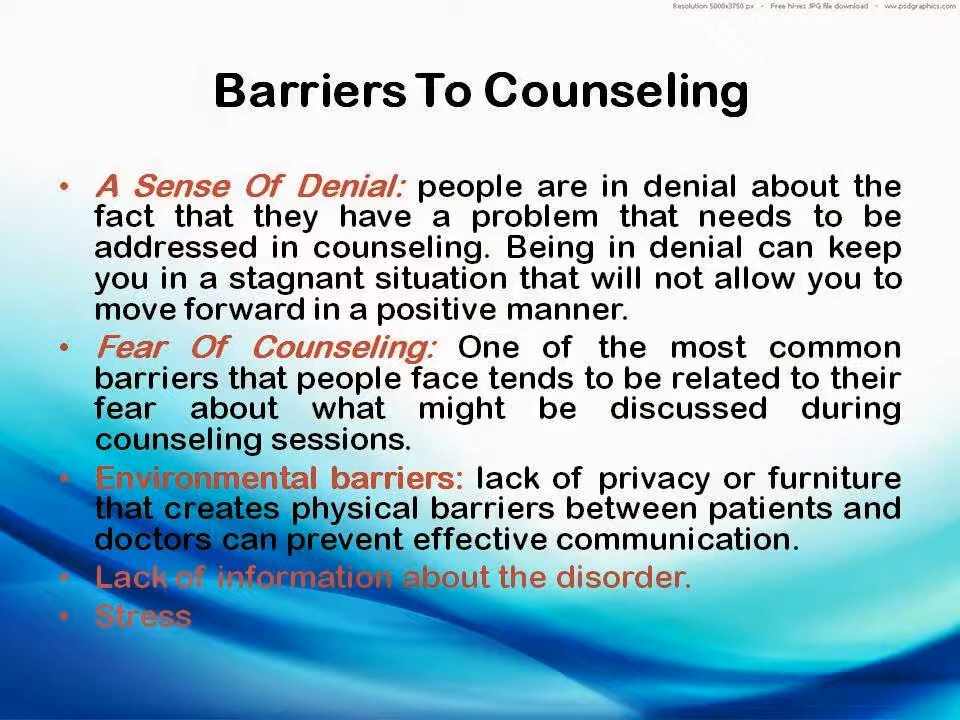 Resolution 5000x3750 px • Free hi-res JPG file download • www.psdgraphics.com
Barriers To Counseling
• A Sense Of Denial: people are in denial about the
fact that they have a problem that needs to be
addressed in counseling. Being in denial can keep
you in a stagnant situation that will not allow you to
move forward in a positive manner.
• Fear Of Counseling: One of the most common
barriers that people face tends to be related to their
fear about what might be discussed during
counseling sessions.
• Environmental barriers: lack of privacy or furniture
that creates physical barriers between patients and
doctors can prevent effective communication.
• Lack of information about the disorder.
• Stress